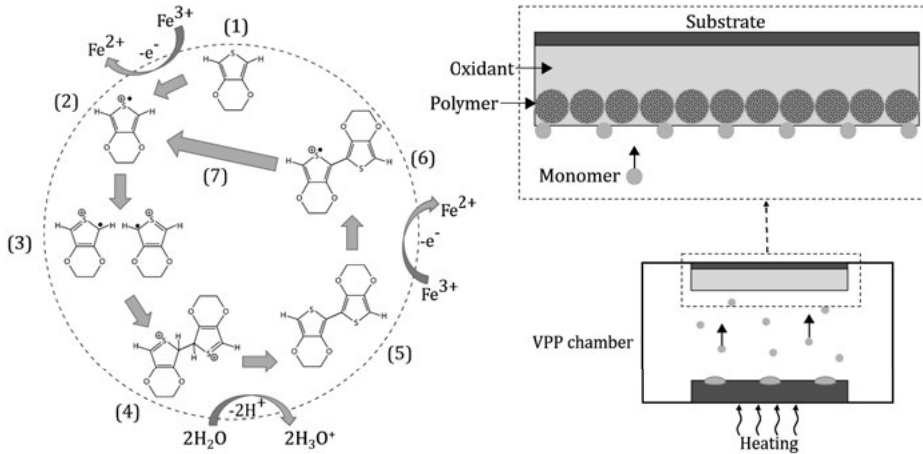 Fe3+
Fe2+
-e-
(1)
S
H
H
O
O
(2)
⊕
S
H
H
O
O
(3)
⊕
S
H
H
O
O
⊕
S
H
H
O
O
(4)
⊕
S
H
H
H
O
O
O
O
S
⊕
H
H
-2H+
2H2O
2H3O+
(5)
H
S
O
O
O
O
S
H
Fe3+
-e-
Fe2+
(6)
⊕
H
S
O
O
O
O
S
H
(7)
Substrate
Oxidant
Polymer
Monomer
VPP chamber
Heating